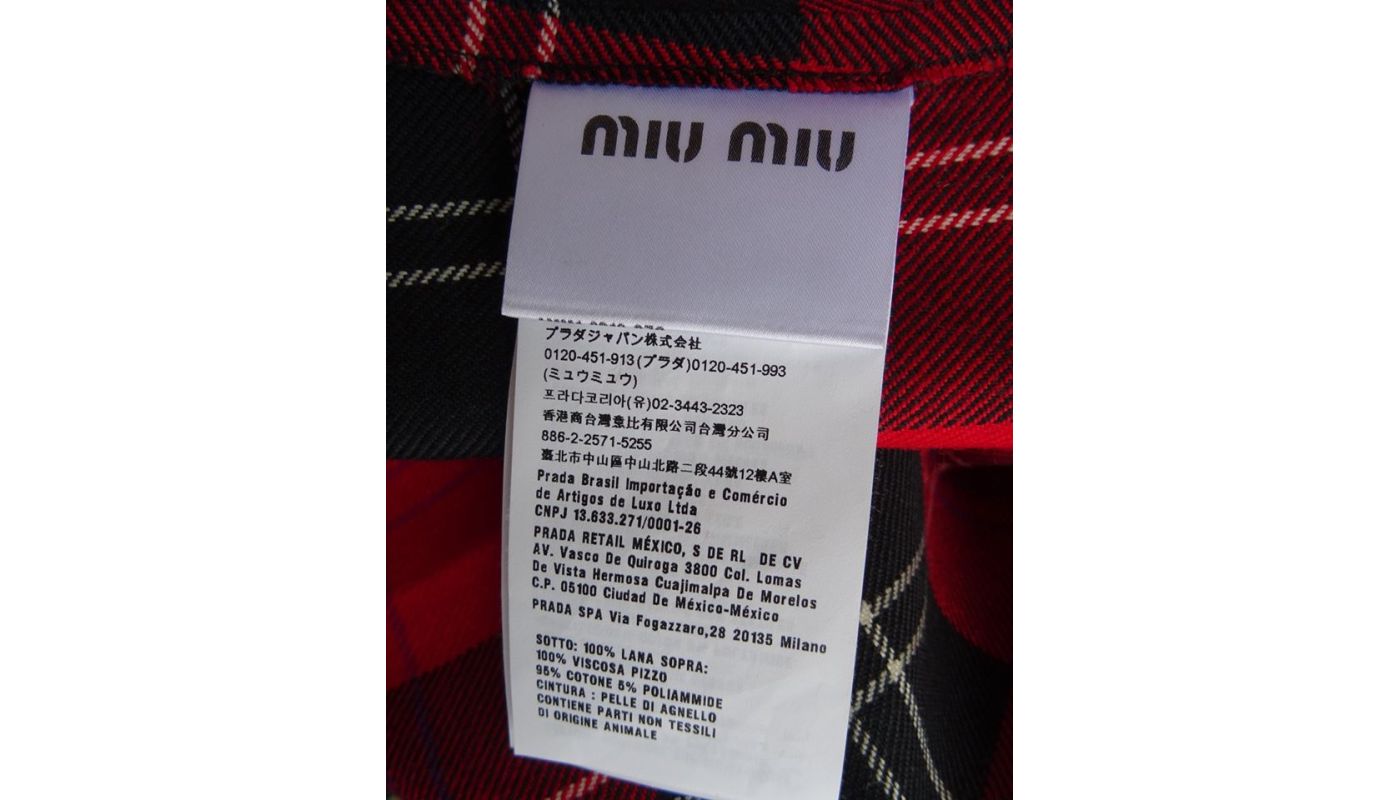 miu miu
プラダジャパン株式会社
0120-451-913(プラダ)0120-451-993
(ミュウミュウ)
프라다코리아(유)02-3443-2323
香港商台灣意比有限公司台灣分公司
886-2-2571-5255
臺北市中山區中山北路二段44號12樓A室
Prada Brasil Importação e Comércio
de Artigos de Luxo Ltda
CNPJ 13.633.271/0001-26
PRADA RETAIL MÉXICO, S DE RL DE CV
AV. Vasco De Quiroga 3800 Col. Lomas
De Vista Hermosa Cuajimalpa De Morelos
C.P. 05100 Ciudad De México-México
PRADA SPA Via Fogazzaro,28 20135 Milano
SOTTO: 100% LANA SOPRA:
100% VISCOSA PIZZO
95% COTONE 5% POLIAMMIDE
CINTURA : PELLE DI AGNELLO
CONTIENE PARTI NON TESSILI
DI ORIGINE ANIMALE